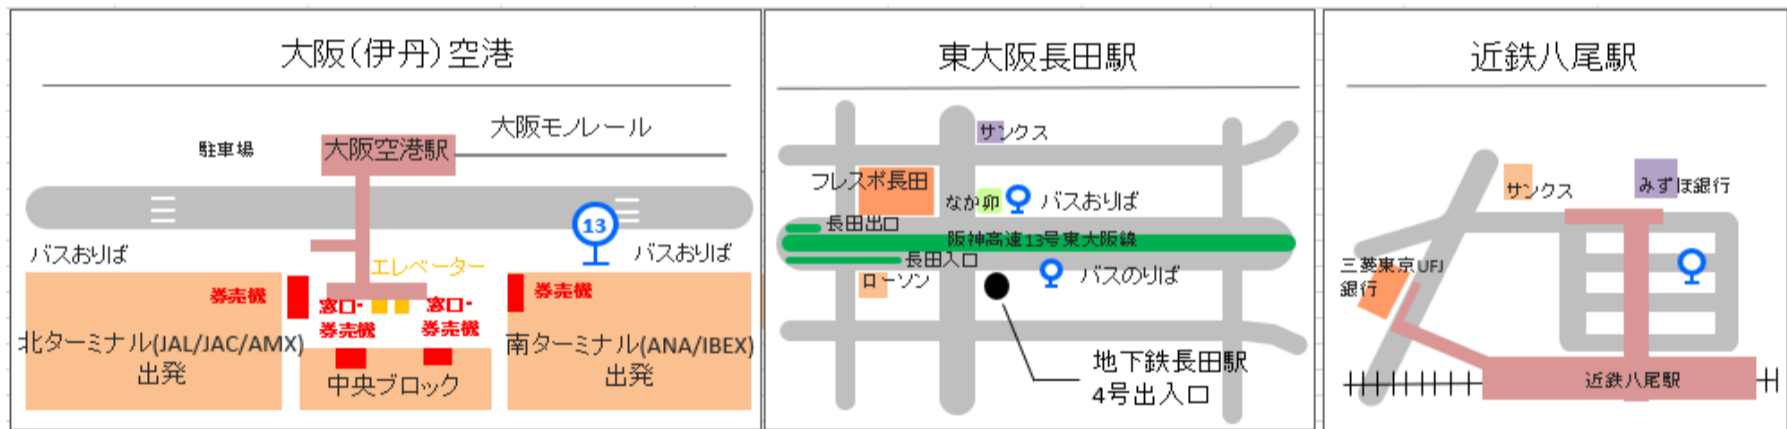 大阪(伊丹)空港
大阪モノレール
駐車場
大阪空港駅
13
バスおりば
バスおりば
エレベーター
券売機
窓口・
券売機
窓口・
券売機
券売機
北ターミナル(JAL/JAC/AMX)
出発
中央ブロック
南ターミナル(ANA/IBEX)
出発
東大阪長田駅
サンクス
フレスポ長田
なか卯
バスおりば
長田出口
阪神高速13号東大阪線
長田入口
ローソン
バスのりば
地下鉄長田駅
4号出入口
近鉄八尾駅
サンクス
みずほ銀行
三菱東京UFJ
銀行
近鉄八尾駅